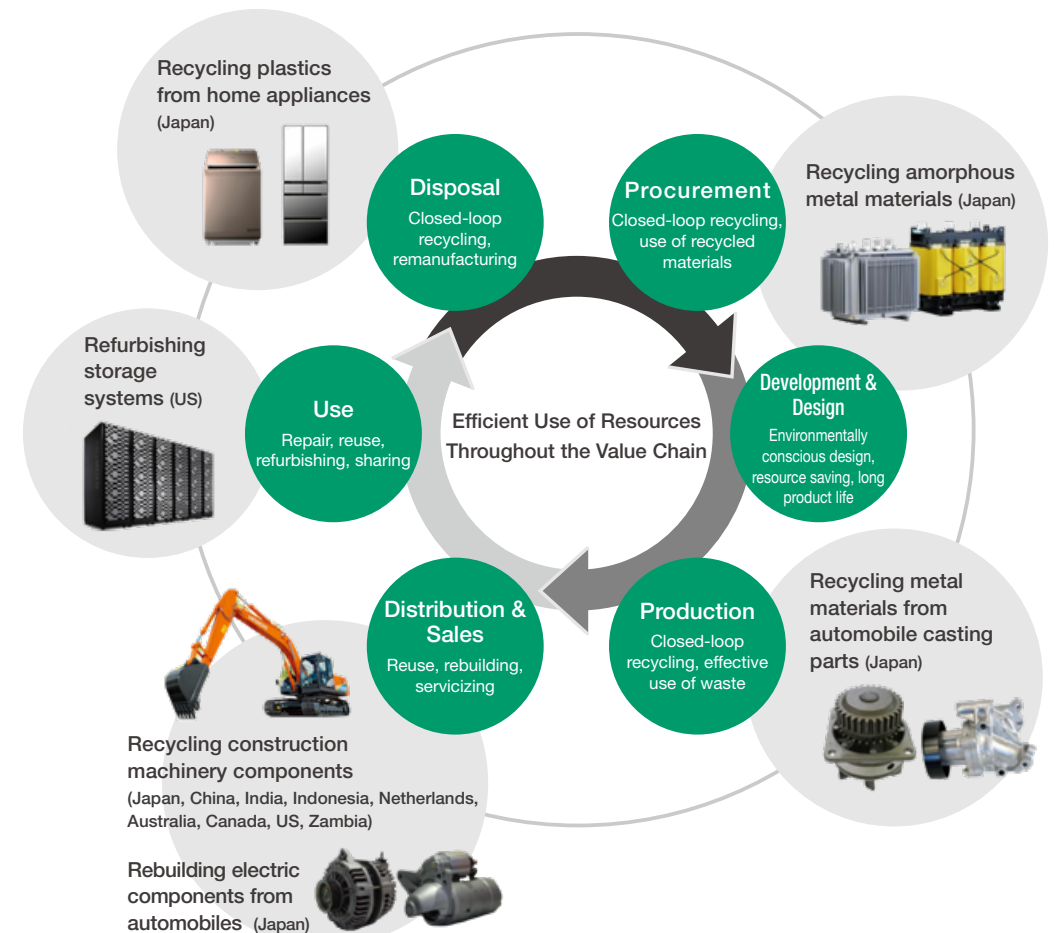 Recycling plastics
from home appliances
(Japan)
Disposal
Closed-loop
recycling,
remanufacturing
Procurement
Closed-loop recycling,
use of recycled
materials
Recycling amorphous
metal materials (Japan)
Refurbishing
storage
systems (US)
Use
Repair, reuse,
refurbishing, sharing
Efficient Use of Resources
Throughout the Value Chain
Development &
Design
Environmentally
conscious design,
resource saving, long
product life
Distribution &
Sales
Reuse, rebuilding,
servicizing
Production
Closed-loop
recycling, effective
use of waste
Recycling metal
materials from
automobile casting
parts (Japan)
Recycling construction
machinery components
(Japan, China, India, Indonesia, Netherlands,
Australia, Canada, US, Zambia)
Rebuilding electric
components from
automobiles (Japan)